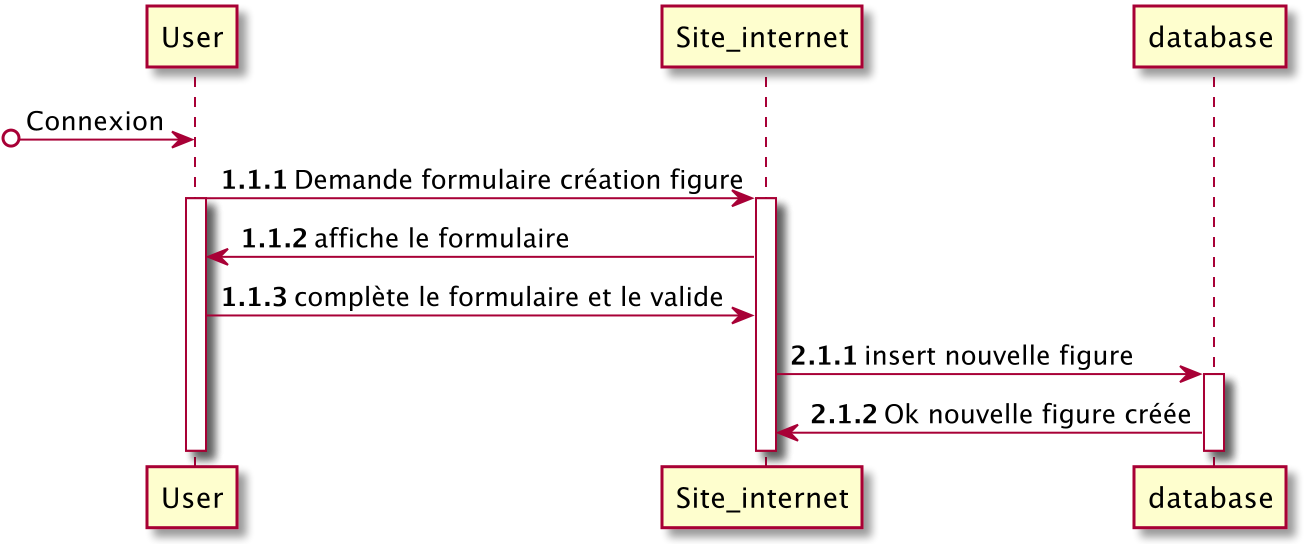 User Site_internet database
Connexion
1.1.1 Demande formulaire création figure
1.1.2 affiche le formulaire
1.1.3 complète le formulaire et le valide
2.1.1 insert nouvelle figure
2.1.2 Ok nouvelle figure créée
User Site_internet database